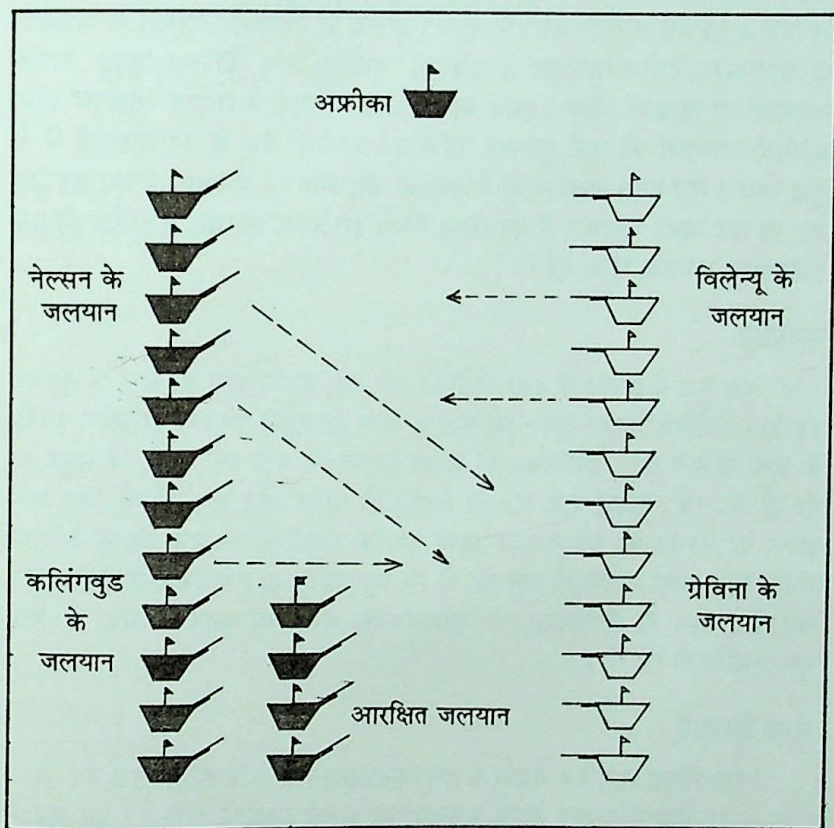 अफ्रीका
नेल्सन के
जलयान
विलेन्यू के
जलयान
कलिंगवुड
के
जलयान
ग्रेविना के
जलयान
आरक्षित जलयान